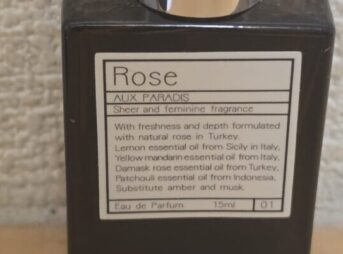 Rose
AUX PARADIS
Sheer and feminine fragrance
With freshness and depth formulated
with natural rose in Turkey.
Lemon essential oil from Sicily in Italy,
Yellow mandarin essential oil from Italy,
Damask rose essential oil from Turkey,
Patchouli essential oil from Indonesia,
Substitute amber and musk.
Eau de Parfum 15ml 01